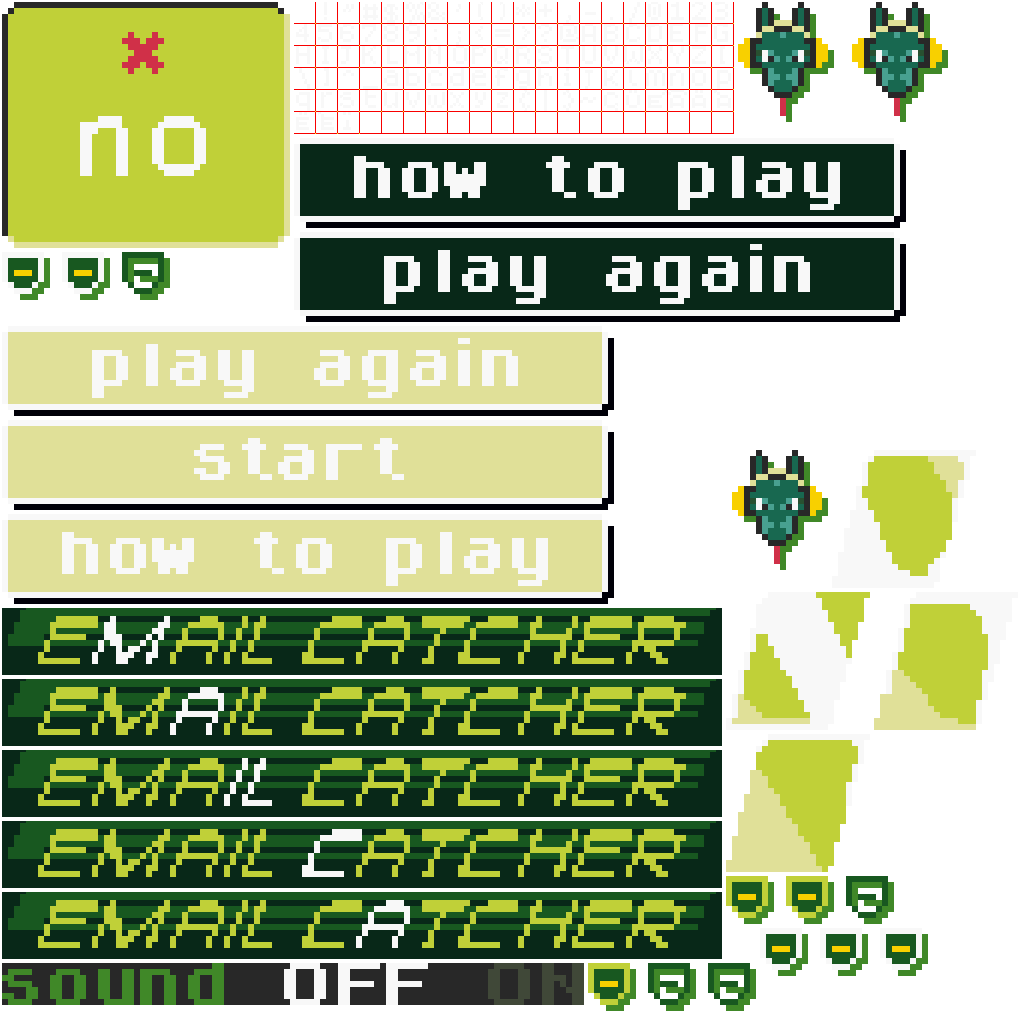 no
how to play
play again
play again
start
how to play
EMAIL CATCHER
EMAIL CATCHER
EMAIL CATCHER
EMAIL CATCHER
EMAIL CATCHER
sound OFF ON